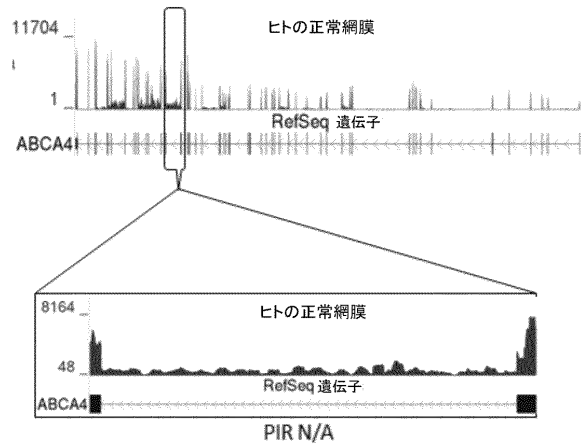 ヒトの正常網膜
11704
1
RefSeq 遺伝子
ABCA4
ヒトの正常網膜
8164
48
RefSeq 遺伝子
ABCA4
PIR N/A